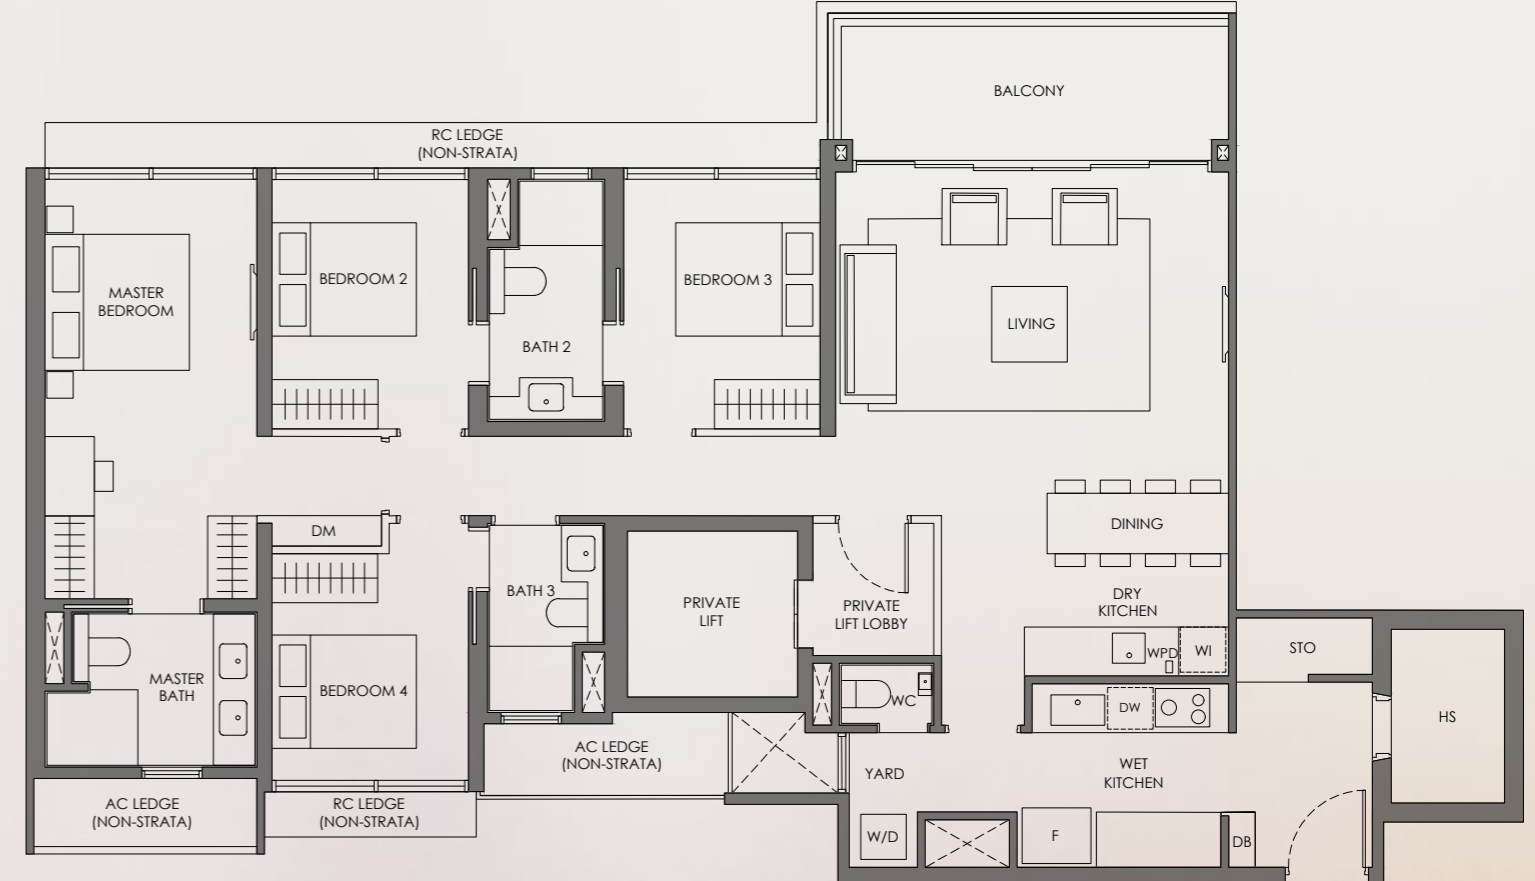 BALCONY
RC LEDGE
(NON-STRATA)
MASTER
BEDROOM
BEDROOM 2
BATH 2
BEDROOM 3
LIVING
DM
BATH 3
PRIVATE
LIFT
PRIVATE
LIFT LOBBY
DINING
DRY
KITCHEN
WPD
WI
STO
MASTER
BATH
BEDROOM 4
WC
DW
HS
AC LEDGE
(NON-STRATA)
YARD
WET
KITCHEN
AC LEDGE
(NON-STRATA)
RC LEDGE
(NON-STRATA)
W/D
F
DB